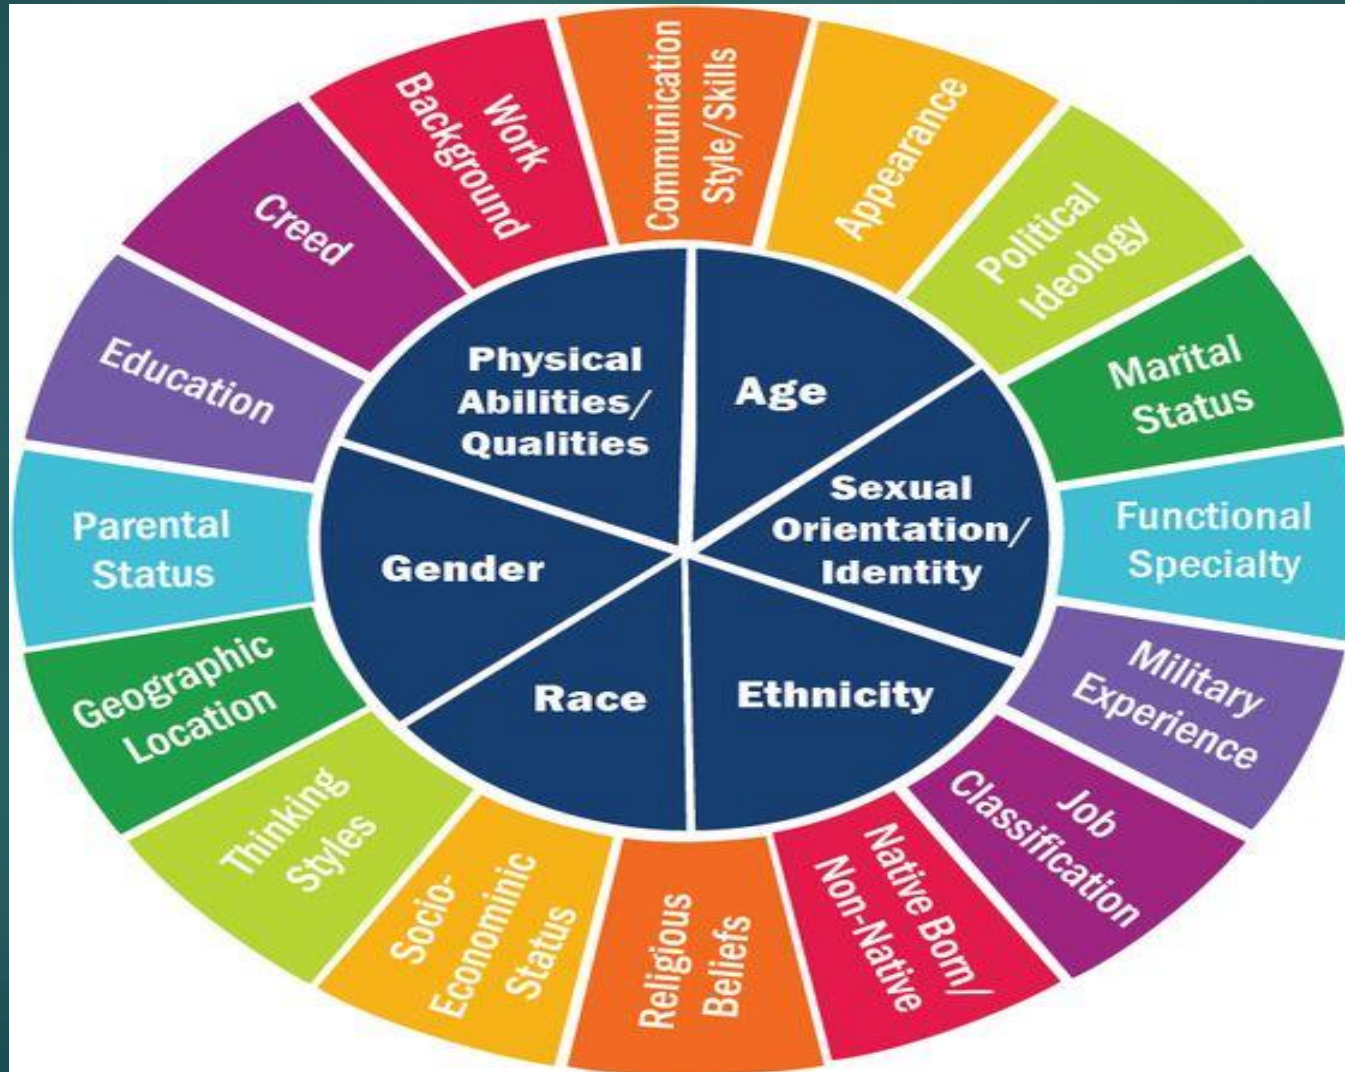 Communication
Style/Skills
Appearance
Political
Ideology
Marital
Status
Functional
Specialty
Military
Experience
Job
Classification
Native Born/
Non-Native
Religious
Beliefs
Socio-
Economic
Status
Thinking
Styles
Geographic
Location
Parental
Status
Education
Creed
Work
Background
Physical
Abilities/
Qualities
Age
Sexual
Orientation/
Identity
Ethnicity
Race
Gender